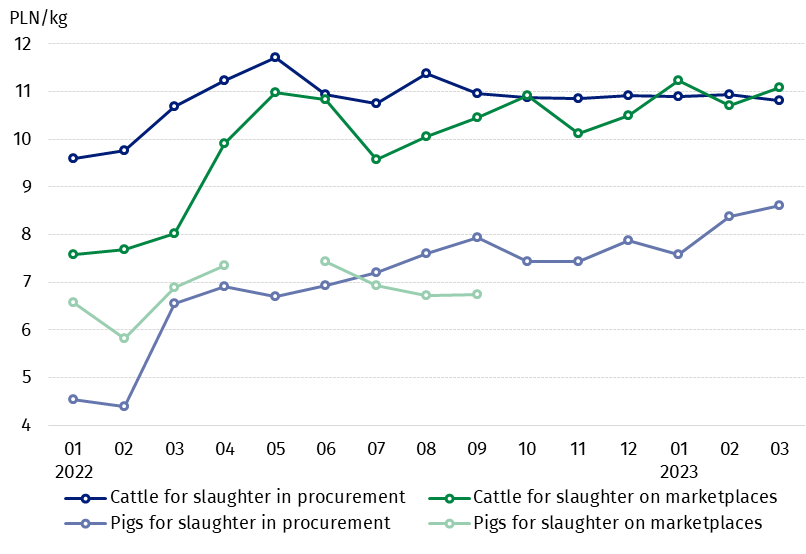 PLN/kg
12
11
10
9
8
7
6
5
4
01 02 03 04 05 06 07 08 09 10 11 12 01 02 03
2022 2023
Cattle for slaughter in procurement Cattle for slaughter on marketplaces
Pigs for slaughter in procurement Pigs for slaughter on marketplaces